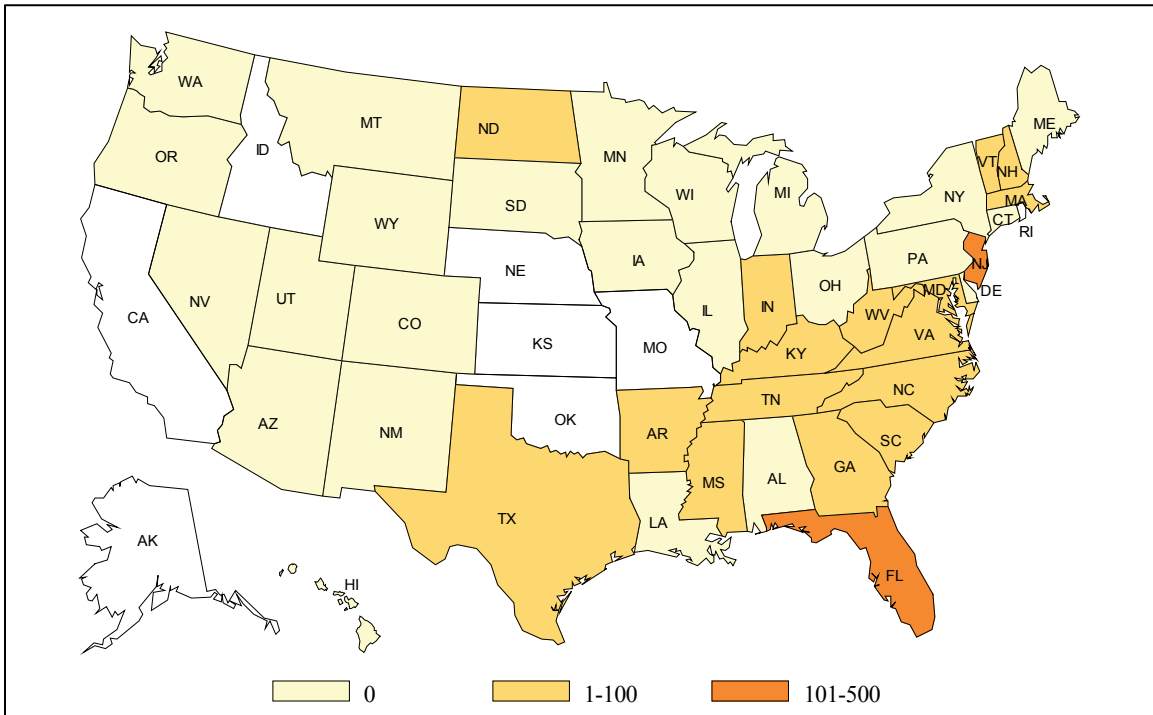 WA
MT
ND
MN
ME
OR
ID
WY
SD
WI
MI
NY
VT
NH
MA
CT
RI
NV
UT
CO
NE
IA
IL
IN
OH
PA
NJ
MD
DE
CA
KS
MO
KY
WV
VA
AZ
NM
OK
AR
TN
NC
SC
TX
LA
MS
AL
GA
FL
AK
HI
0
1-100
101-500